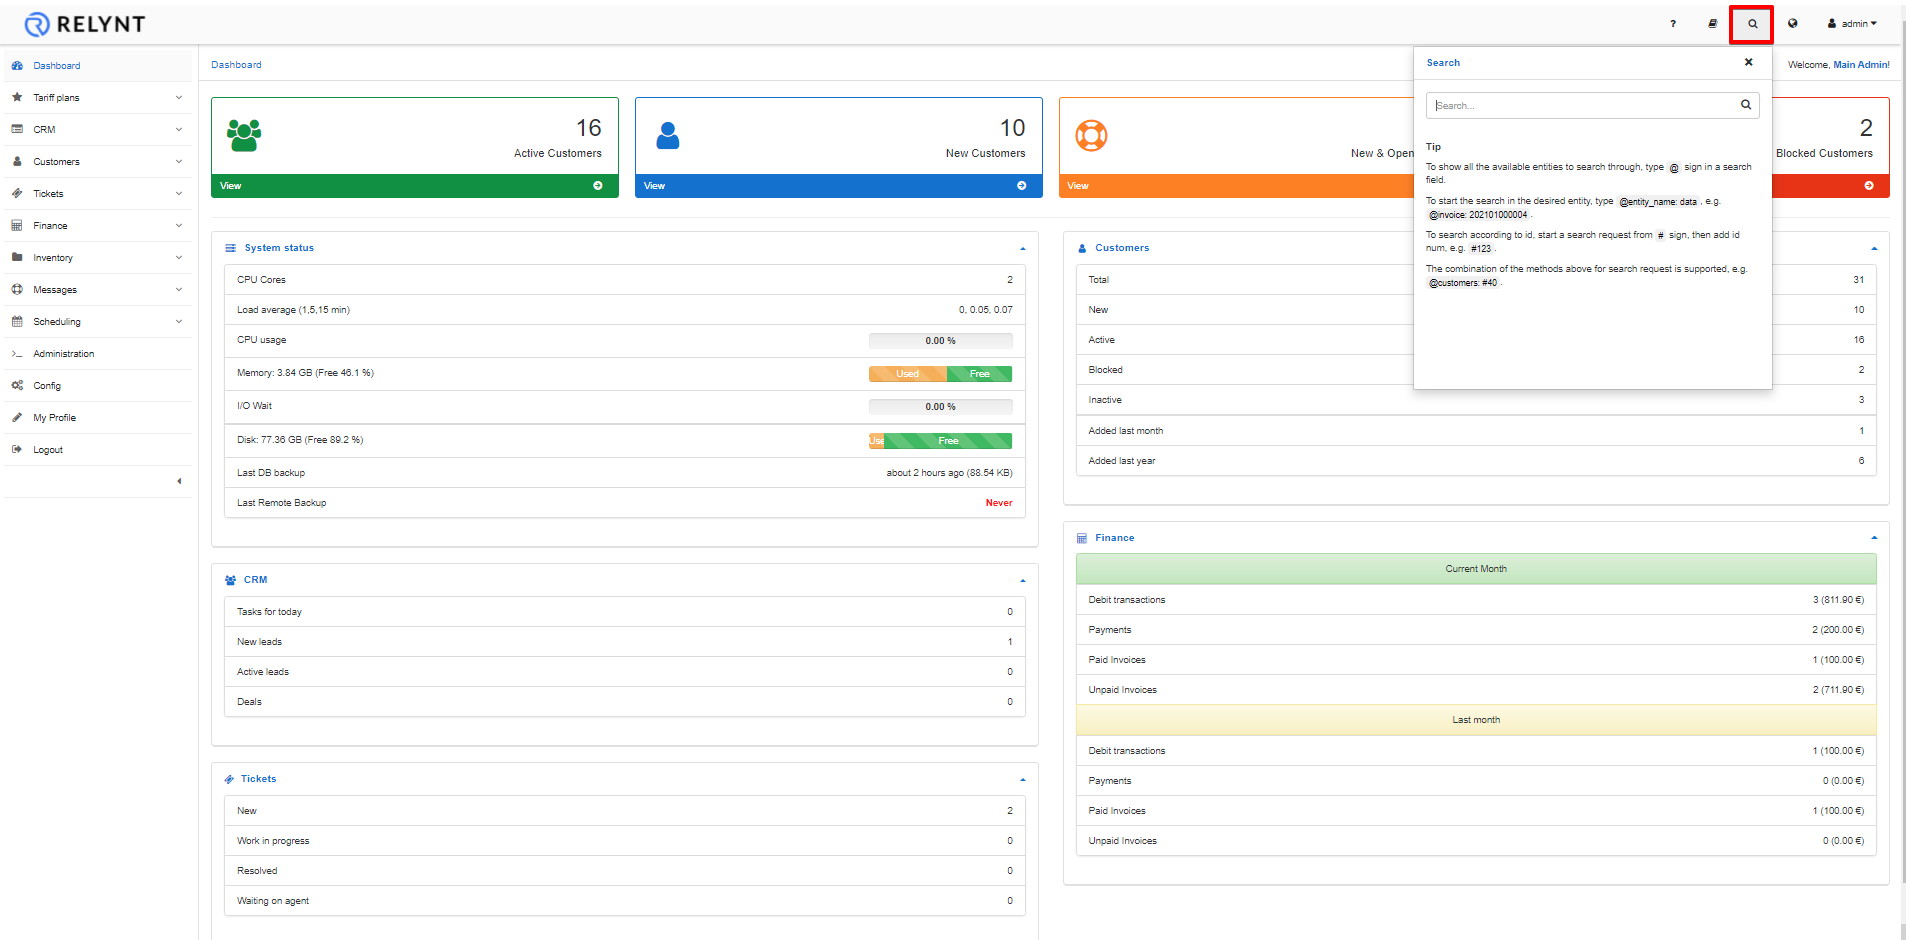 RELYNT
?
admin
Dashboard
Tariff plans
CRM
Customers
Tickets
Finance
Inventory
Messages
Scheduling
Administration
Config
My Profile
Logout
Dashboard
Welcome, Main Admin!
16
Active Customers
View
10
New Customers
View
New & Open
View
2
Blocked Customers
Search
Search...
Tip
To show all the available entities to search through, type @ sign in a search
field.
To start the search in the desired entity, type @entity_name: data , e.g.
@invoice: 202101000004 .
To search according to id, start a search request from # sign, then add id
num, e.g. #123 .
The combination of the methods above for search request is supported, e.g.
@customers: #40 .
System status
CPU Cores 2
Load average (1,5,15 min) 0, 0.05, 0.07
CPU usage 0.00 %
Memory: 3.84 GB (Free 46.1 %) Used Free
I/O Wait 0.00 %
Disk: 77.36 GB (Free 89.2 %) Use Free
Last DB backup about 2 hours ago (88.54 KB)
Last Remote Backup Never
CRM
Tasks for today 0
New leads 1
Active leads 0
Deals 0
Tickets
New 2
Work in progress 0
Resolved 0
Waiting on agent 0
Customers
Total 31
New 10
Active 16
Blocked 2
Inactive 3
Added last month 1
Added last year 6
Finance
Current Month
Debit transactions 3 (811.90 €)
Payments 2 (200.00 €)
Paid Invoices 1 (100.00 €)
Unpaid Invoices 2 (711.90 €)
Last month
Debit transactions 1 (100.00 €)
Payments 0 (0.00 €)
Paid Invoices 1 (100.00 €)
Unpaid Invoices 0 (0.00 €)